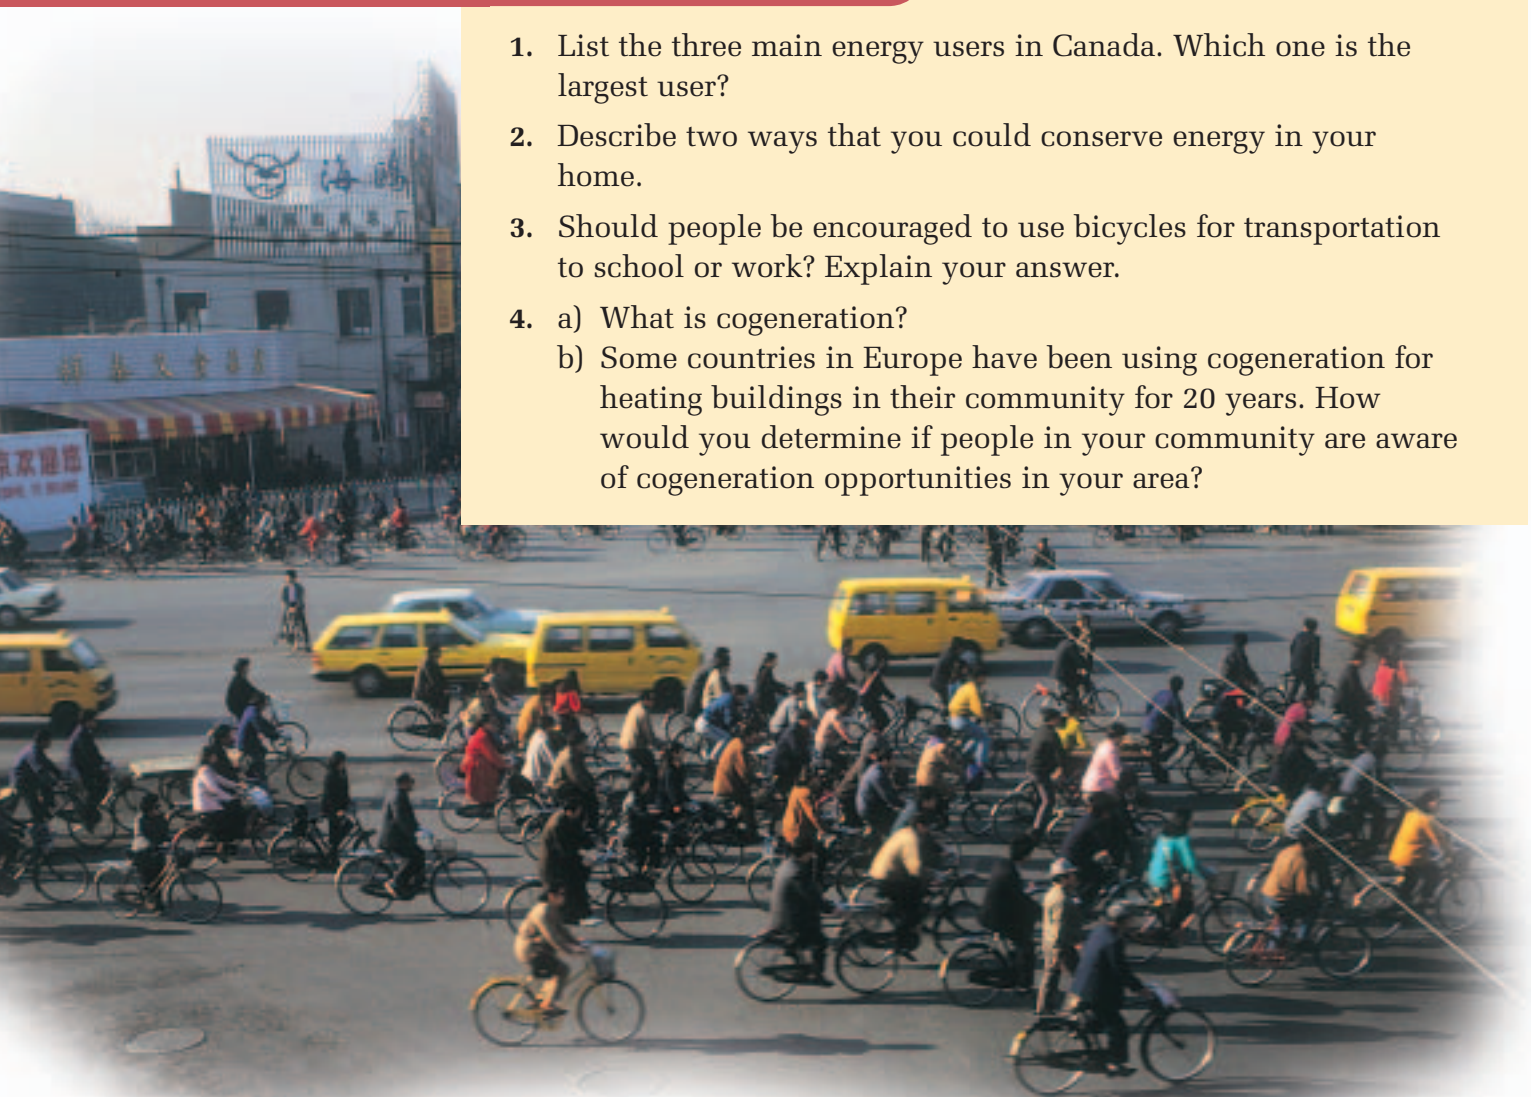 1. List the three main energy users in Canada. Which one is the
largest user?
2. Describe two ways that you could conserve energy in your
home.
3. Should people be encouraged to use bicycles for transportation
to school or work? Explain your answer.
4. a) What is cogeneration?
b) Some countries in Europe have been using cogeneration for
heating buildings in their community for 20 years. How
would you determine if people in your community are aware
of cogeneration opportunities in your area?
京欢迎您